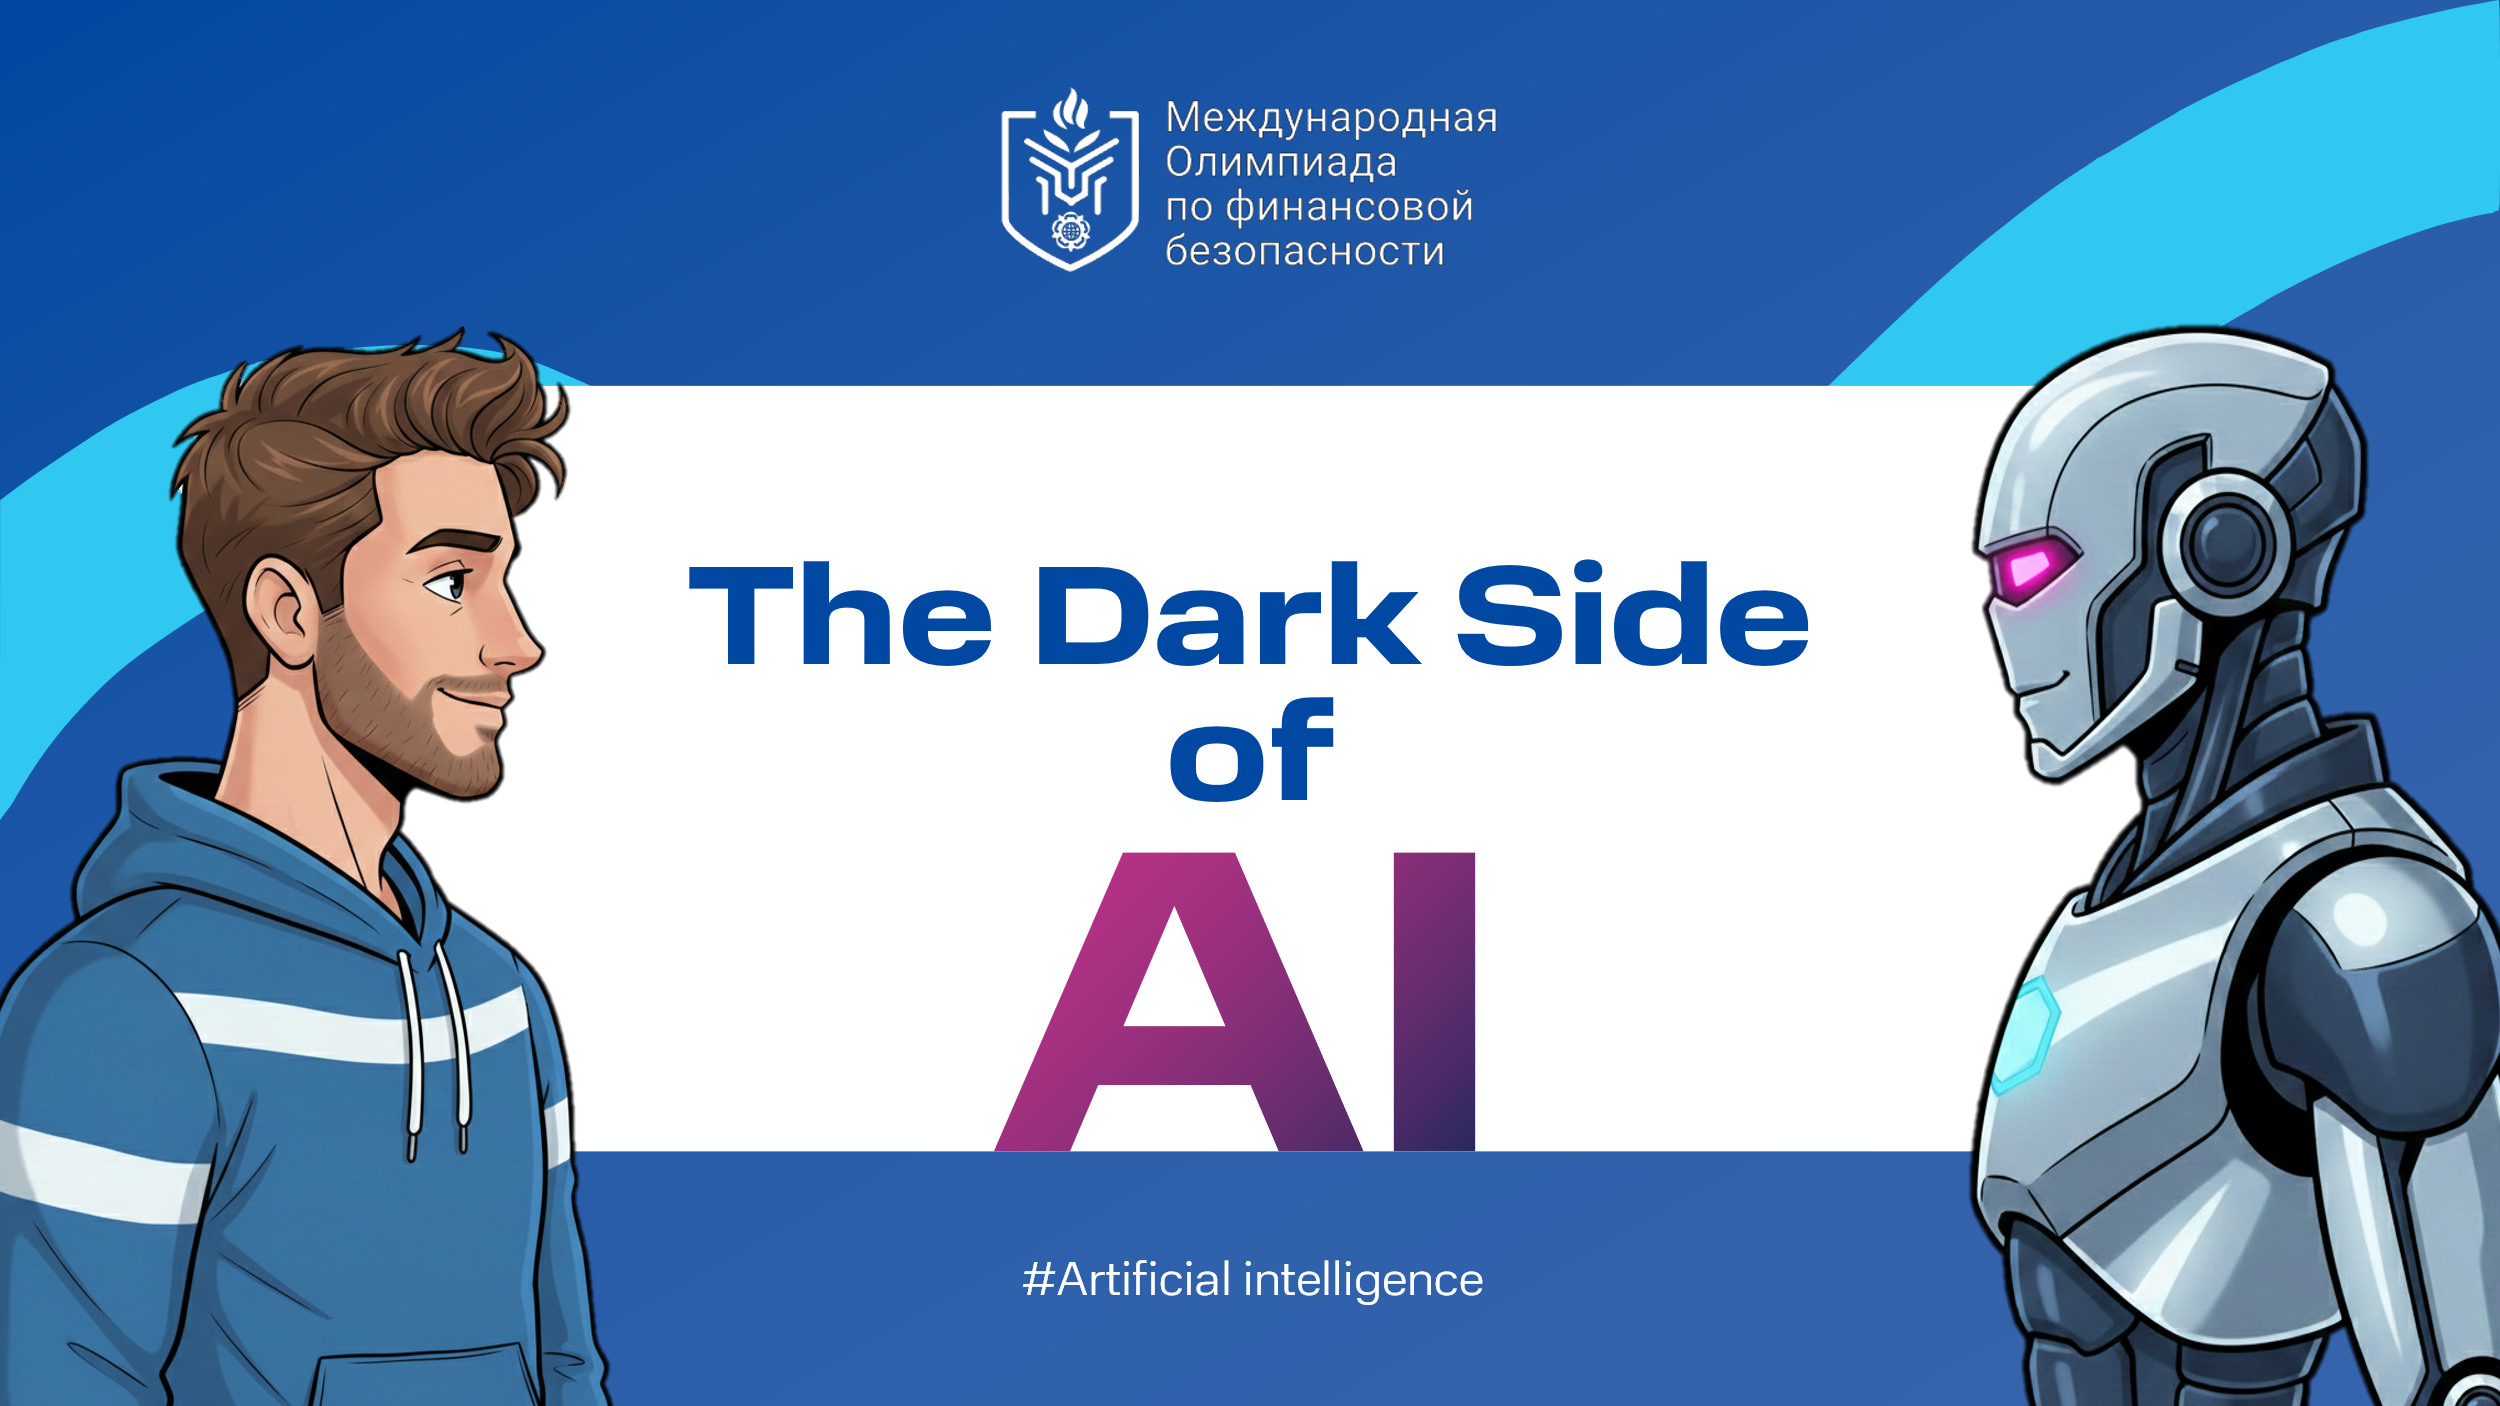 Международная
Олимпиада
по финансовой
безопасности
The Dark Side
of
AI
#Artificial intelligence